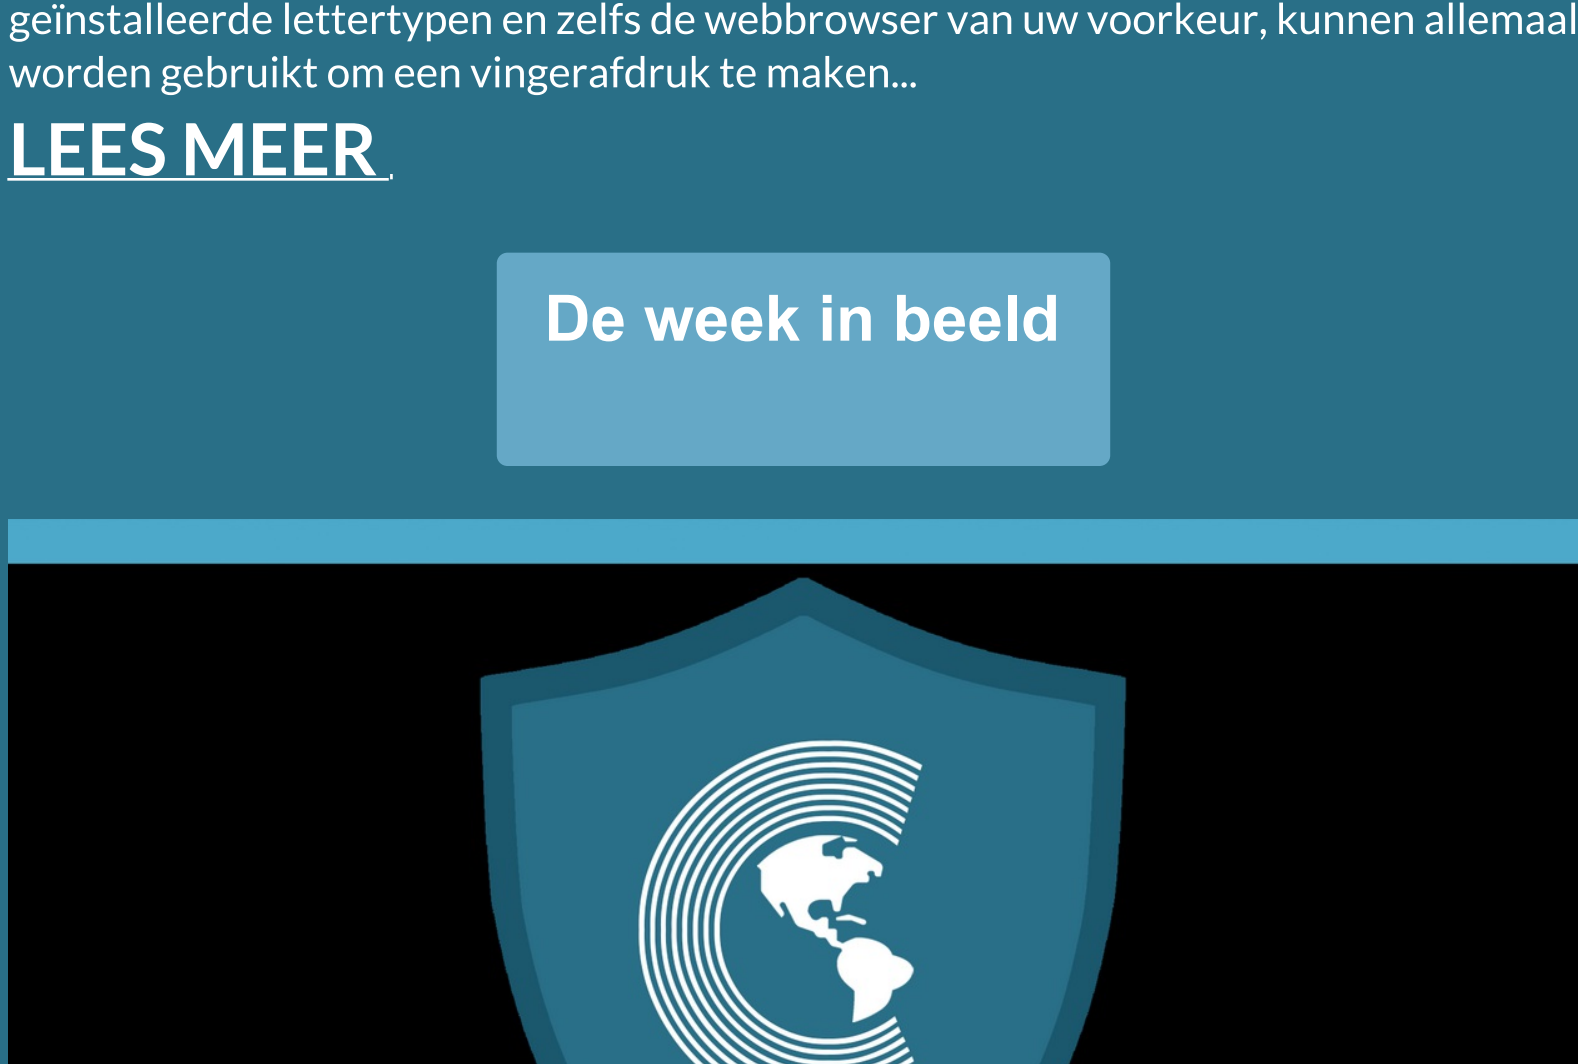 geïnstalleerde lettertypen en zelfs de webbrowser van uw voorkeur, kunnen allemaal
worden gebruikt om een vingerafdruk te maken...
LEES MEER .
De week in beeld